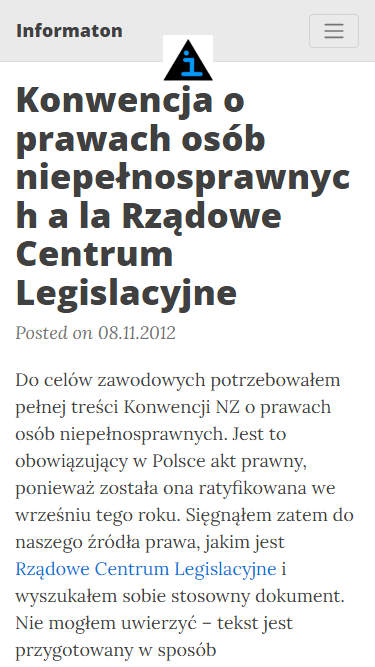 Informaton
i
Konwencja o
prawach osób
niepełnosprawnyc
h a la Rządowe
Centrum
Legislacyjne
Posted on 08.11.2012
Do celów zawodowych potrzebowałem
pełnej treści Konwencji NZ o prawach
osób niepełnosprawnych. Jest to
obowiązujący w Polsce akt prawny,
ponieważ została ona ratyfikowana we
wrześniu tego roku. Sięgnąłem zatem do
naszego źródła prawa, jakim jest
Rządowe Centrum Legislacyjne i
wyszukałem sobie stosowny dokument.
Nie mogłem uwierzyć – tekst jest
przygotowany w sposób